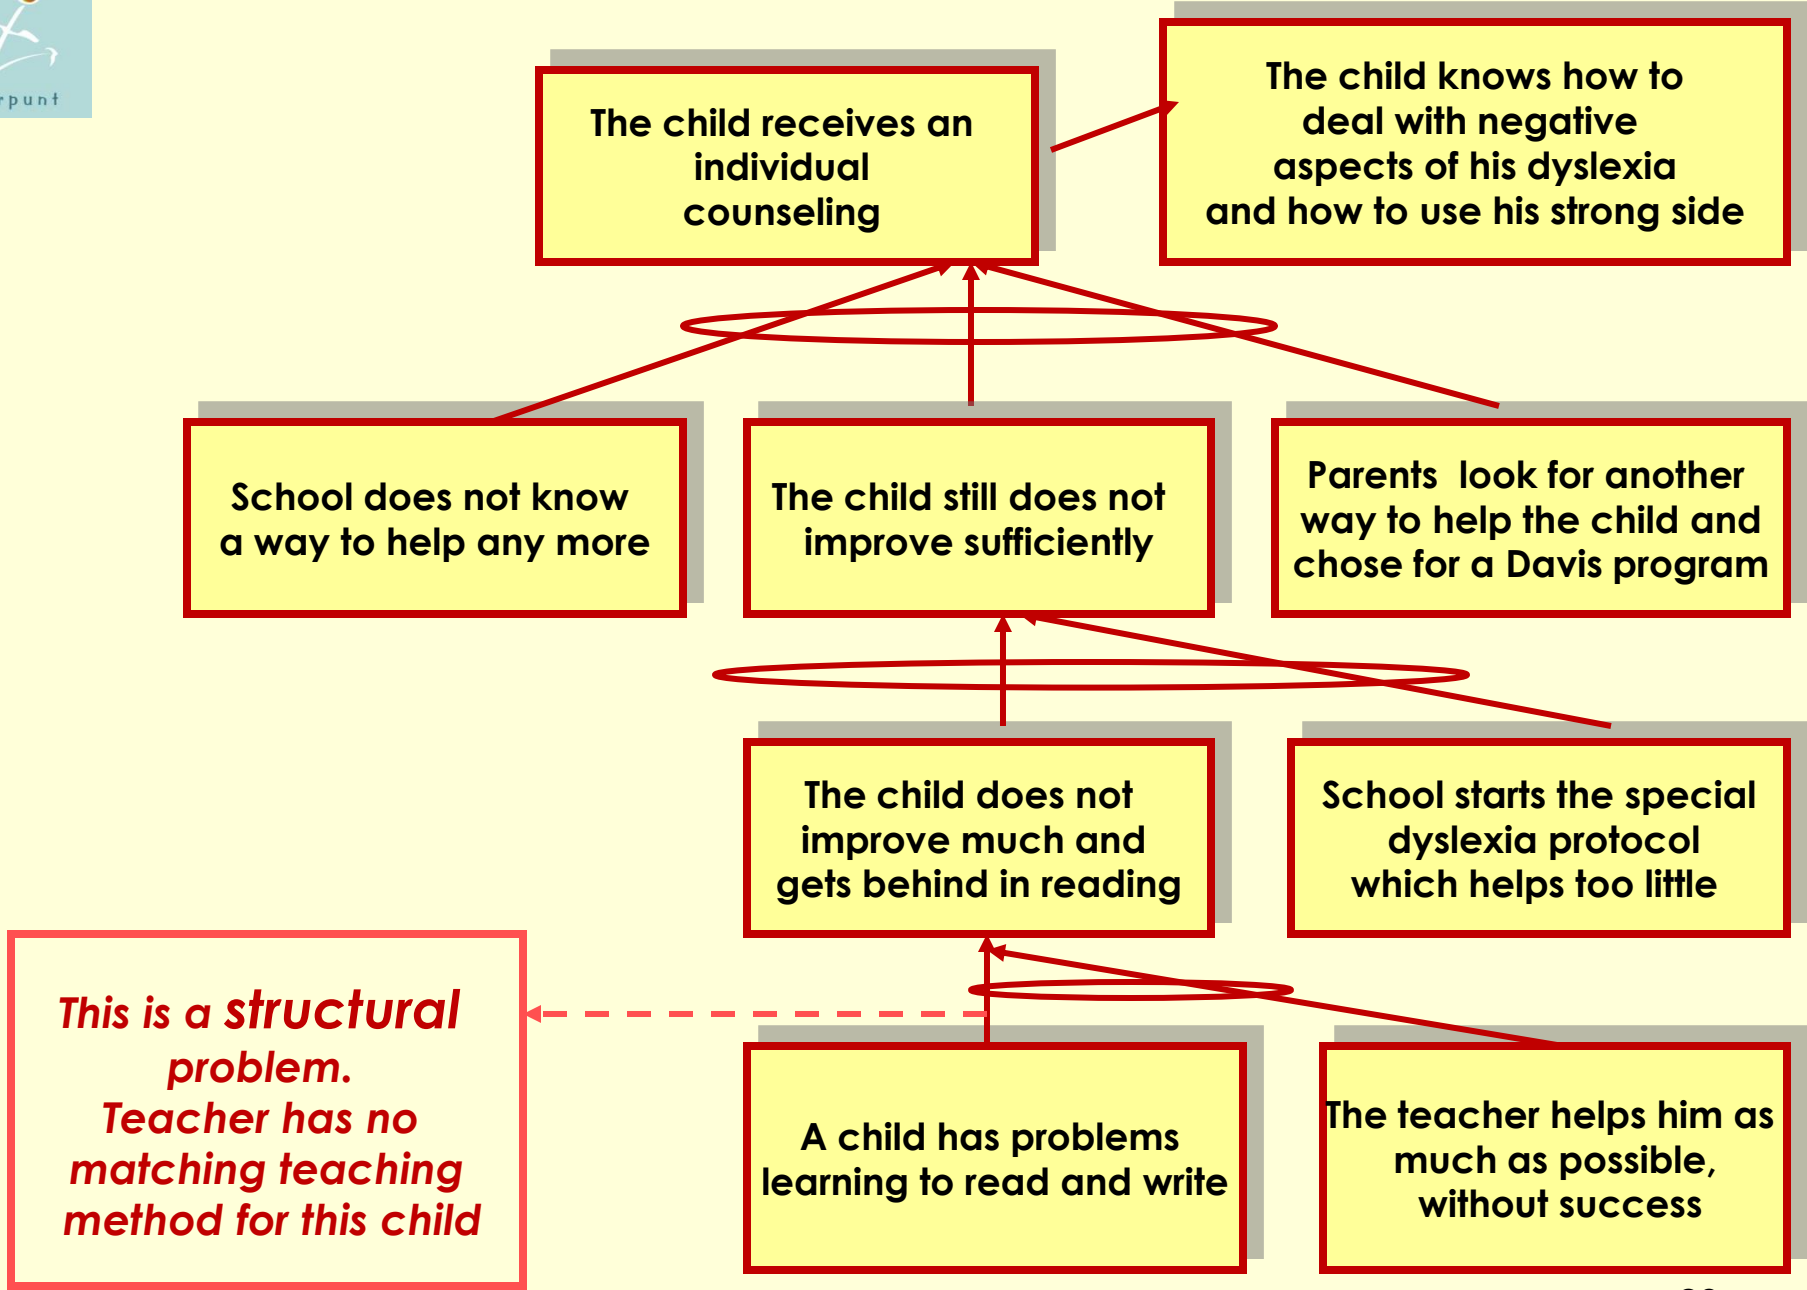 The child receives an
individual
counseling
The child knows how to
deal with negative
aspects of his dyslexia
and how to use his strong side
School does not know
a way to help any more
The child still does not
improve sufficiently
Parents  look for another
way to help the child and
chose for a Davis program
The child does not
improve much and
gets behind in reading
School starts the special
dyslexia protocol
which helps too little
This is a structural
problem.
Teacher has no
matching teaching
method for this child
A child has problems
learning to read and write
The teacher helps him as
much as possible,
without success